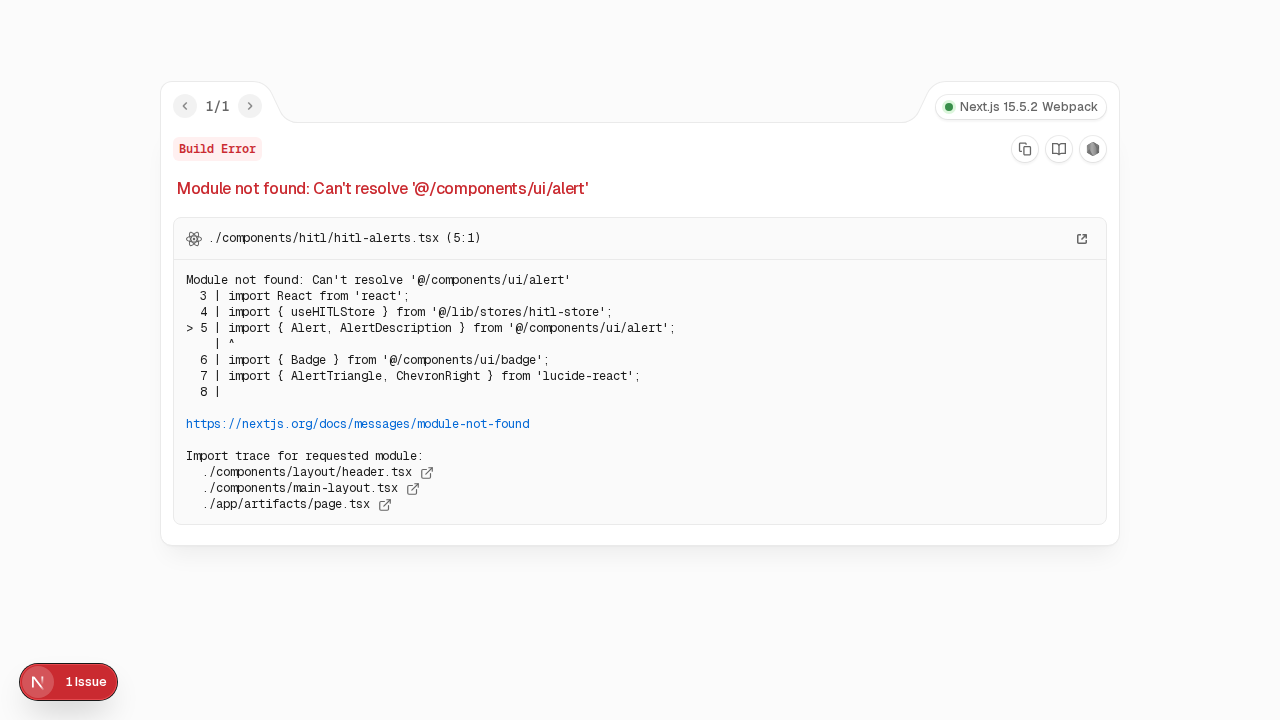 1/1
Next.js 15.5.2 Webpack
Build Error
Module not found: Can't resolve '@/components/ui/alert'
./components/hitl/hitl-alerts.tsx (5:1)
Module not found: Can't resolve '@/components/ui/alert'
  3 | import React from 'react';
  4 | import { useHITLStore } from '@/lib/stores/hitl-store';
> 5 | import { Alert, AlertDescription } from '@/components/ui/alert';
    | ^
  6 | import { Badge } from '@/components/ui/badge';
  7 | import { AlertTriangle, ChevronRight } from 'lucide-react';
  8 |
https://nextjs.org/docs/messages/module-not-found
Import trace for requested module:
./components/layout/header.tsx
./components/main-layout.tsx
./app/artifacts/page.tsx
N 1 Issue